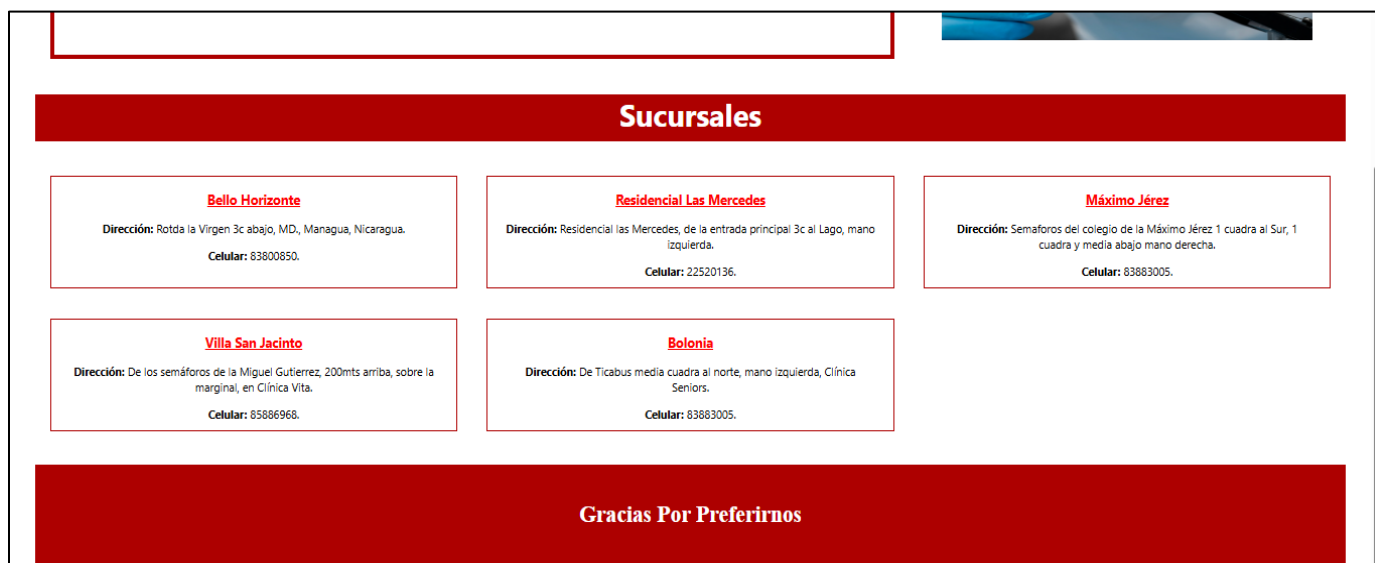 Sucursales
Bello Horizonte
Dirección: Rotda la Virgen 3c abajo, MD., Managua, Nicaragua.
Celular: 83800850.
Residencial Las Mercedes
Dirección: Residencial las Mercedes, de la entrada principal 3c al Lago, mano
izquierda.
Celular: 22520136.
Máximo Jérez
Dirección: Semaforos del colegio de la Máximo Jérez 1 cuadra al Sur, 1
cuadra y media abajo mano derecha.
Celular: 83883005.
Villa San Jacinto
Dirección: De los semáforos de la Miguel Gutierrez, 200mts arriba, sobre la
marginal, en Clínica Vita.
Celular: 85886968.
Bolonia
Dirección: De Ticabus media cuadra al norte, mano izquierda, Clínica
Seniors.
Celular: 83883005.
Gracias Por Preferirnos